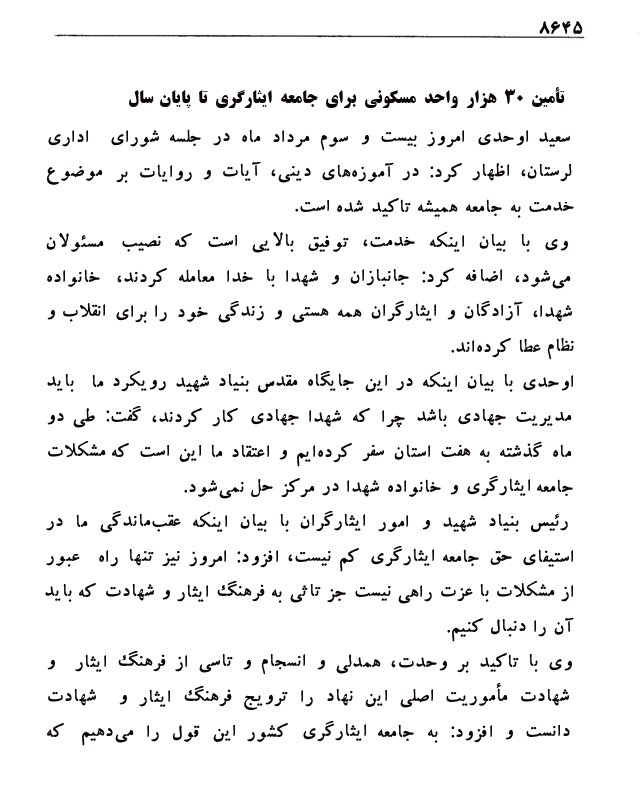 ۸۶۴۵
تأمین ۳۰ هزار واحد مسکونی برای جامعه ایثارگری تا پایان سال
سعید اوحدی امروز بیست و سوم مرداد ماه در جلسه شورای اداری
لرستان، اظهار کرد: در آموزه‌های دینی، آیات و روایات بر موضوع
خدمت به جامعه همیشه تاکید شده است.
وی با بیان اینکه خدمت، توفیق بالایی است که نصیب مسئولان
می‌شود، اضافه کرد: جانبازان و شهدا با خدا معامله کردند، خانواده
شهدا، آزادگان و ایثارگران همه هستی و زندگی خود را برای انقلاب و
نظام عطا کرده‌اند.
اوحدی با بیان اینکه در این جایگاه مقدس بنیاد شهید رویکرد ما باید
مدیریت جهادی باشد چرا که شهدا جهادی کار کردند، گفت: طی دو
ماه گذشته به هفت استان سفر کرده‌ایم و اعتقاد ما این است که مشکلات
جامعه ایثارگری و خانواده شهدا در مرکز حل نمی‌شود.
رئیس بنیاد شهید و امور ایثارگران با بیان اینکه عقب‌ماندگی ما در
استیفای حق جامعه ایثارگری کم نیست، افزود: امروز نیز تنها راه عبور
از مشکلات با عزت راهی نیست جز تاثی به فرهنگ ایثار و شهادت که باید
آن را دنبال کنیم.
وی با تاکید بر وحدت، همدلی و انسجام و تاسی از فرهنگ ایثار و
شهادت مأموریت اصلی این نهاد را ترویج فرهنگ ایثار و شهادت
دانست و افزود: به جامعه ایثارگری کشور این قول را می‌دهیم که